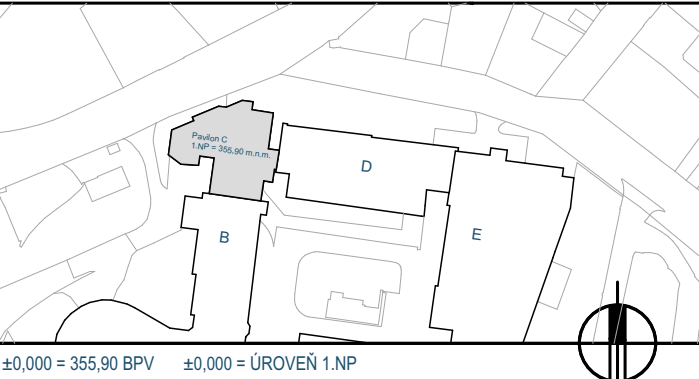 Pavilon C
1.NP = 355,90 m.n.m.
D
B
E
±0,000 = 355,90 BPV ±0,000 = ÚROVEŇ 1.NP